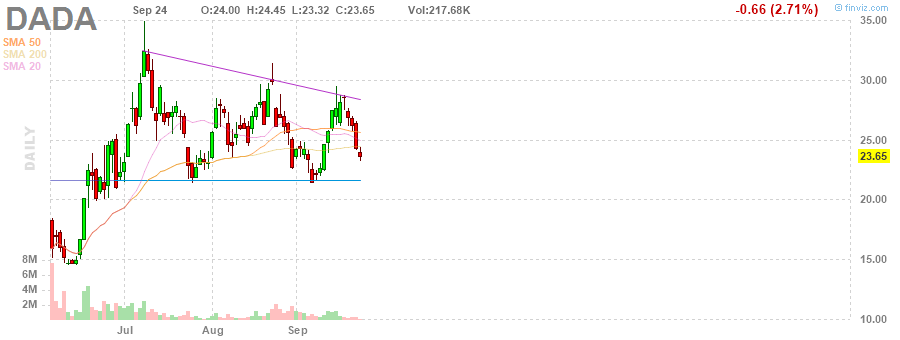 DADA
Sep 24 O:24.00 H:24.45 L:23.32 C:23.65 Vol:217.68K
-0.66 (2.71%)
© finviz.com
SMA 50
SMA 200
SMA 20
DAILY
35.00
30.00
25.00
23.65
20.00
15.00
10.00
8M
6M
4M
2M
Jul Aug Sep